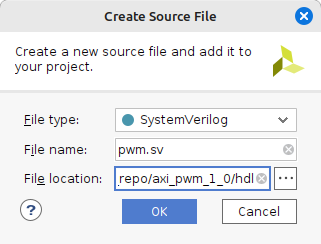 Create Source File
Create a new source file and add it to
your project.
File type: SystemVerilog
File name: pwm.sv
File location: _repo/axi_pwm_1_0/hdl ...
? OK Cancel